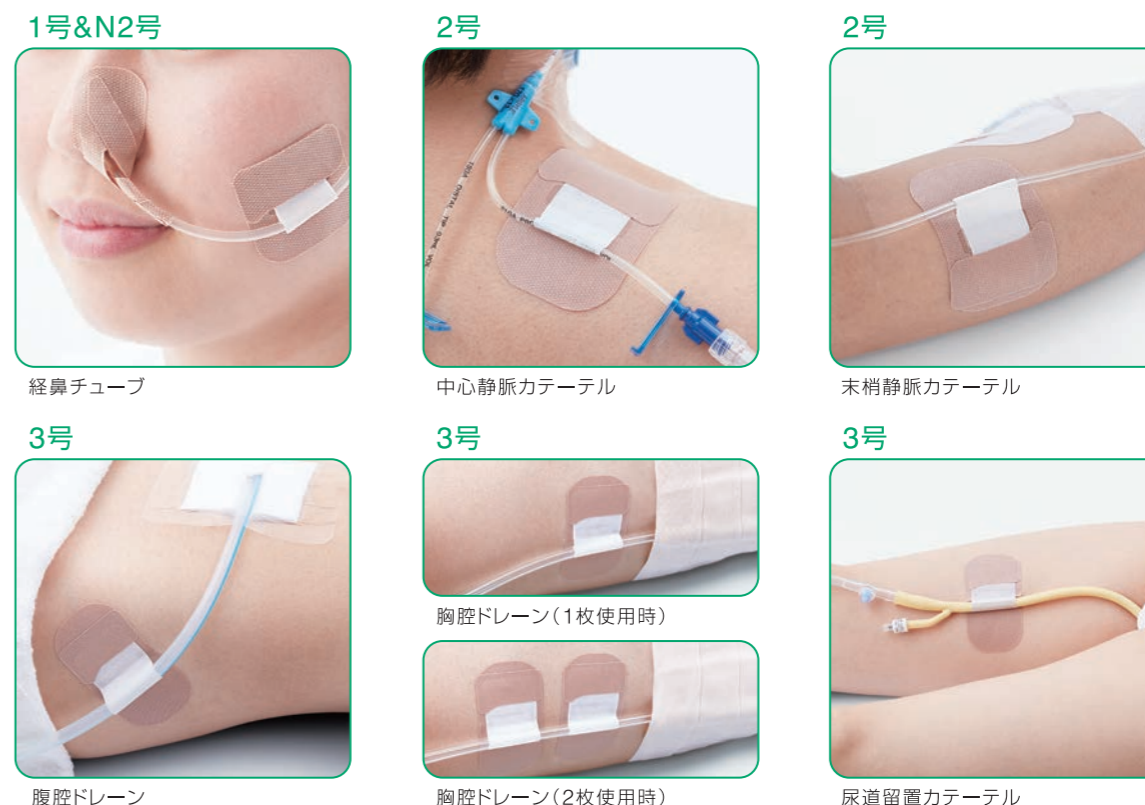 1号&N2号
経鼻チューブ
2号
中心静脈カテーテル
2号
末梢静脈カテーテル
3号
腹腔ドレーン
3号
胸腔ドレーン(1枚使用時)
胸腔ドレーン(2枚使用時)
3号
尿道留置カテーテル